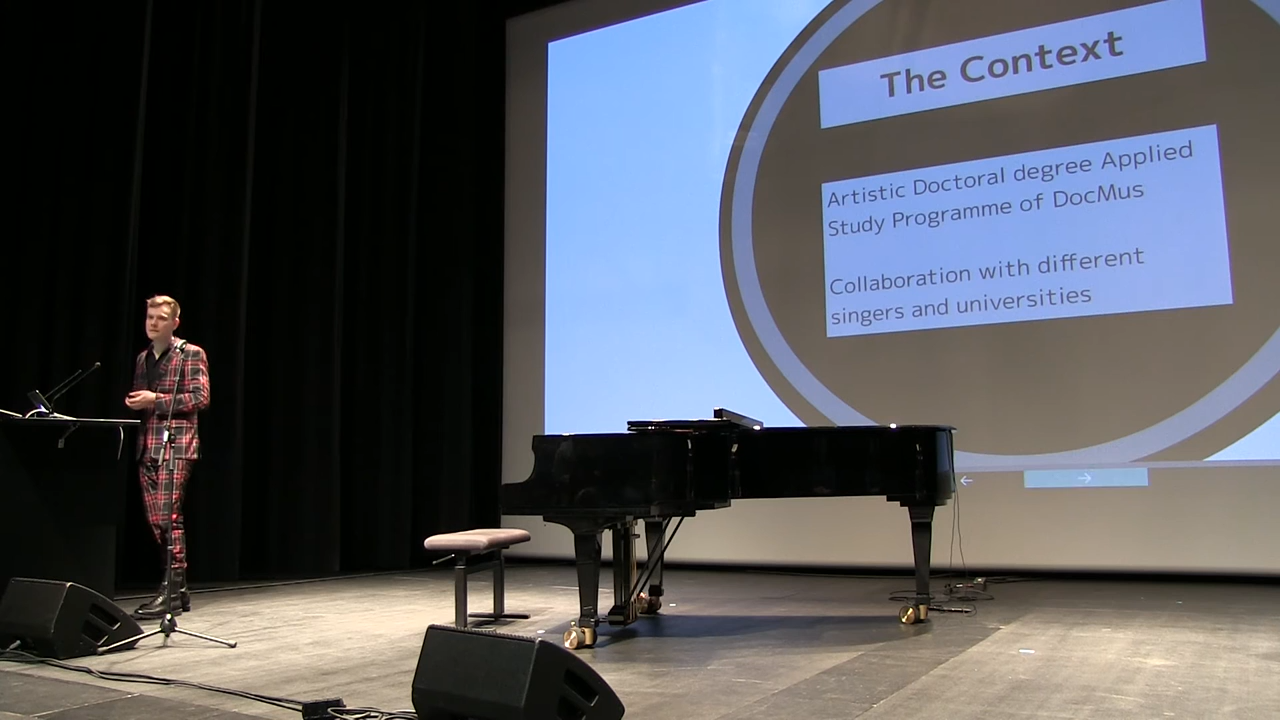 The Context
Artistic Doctoral degree Applied
Study Programme of DocMus
Collaboration with different
singers and universities